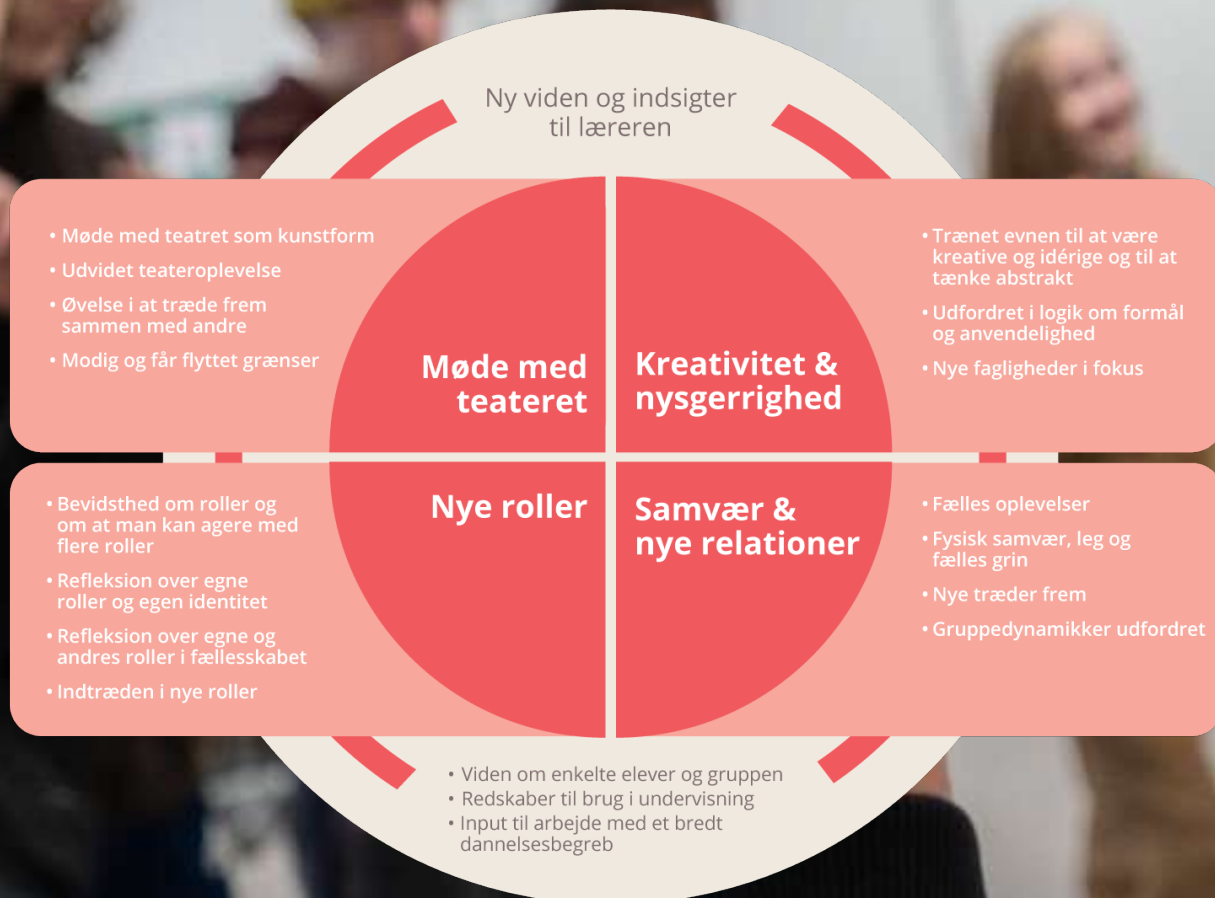 Ny viden og indsigter
til læreren
• Møde med teatret som kunstform
• Udvidet teateroplevelse
• Øvelse i at træde frem
sammen med andre
• Modig og får flyttet grænser
Møde med
teateret
Kreativitet &
nysgerrighed
• Trænet evnen til at være
kreative og idérige og til at
tænke abstrakt
• Udfordret i logik om formål
og anvendelighed
• Nye fagligheder i fokus
• Bevidsthed om roller og
om at man kan agere med
flere roller
• Refleksion over egne
roller og egen identitet
• Refleksion over egne og
andres roller i fællesskabet
• Indtræden i nye roller
Nye roller
Samvær &
nye relationer
• Fælles oplevelser
• Fysisk samvær, leg og
fælles grin
• Nye træder frem
• Gruppedynamikker udfordret
• Viden om enkelte elever og gruppen
• Redskaber til brug i undervisning
• Input til arbejde med et bredt
dannelsesbegreb